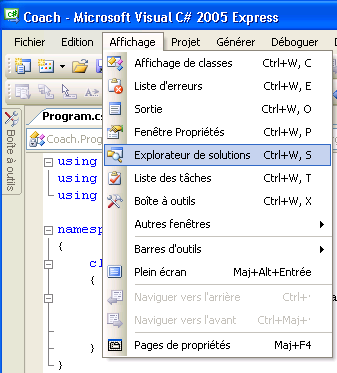 Coach - Microsoft Visual C# 2005 Express
Fichier Edition Affichage Projet Générer Déboguer
Affichage de classes Ctrl+W, C
Liste d'erreurs Ctrl+W, E
Sortie Ctrl+W, O
Fenêtre Propriétés Ctrl+W, P
Explorateur de solutions Ctrl+W, S
Liste des tâches Ctrl+W, T
Boîte à outils Ctrl+W, X
Autres fenêtres
Barres d'outils
Plein écran Maj+Alt+Entrée
Naviguer vers l'arrière Ctrl+-
Naviguer vers l'avant Ctrl+Maj+-
Pages de propriétés Maj+F4
Boîte à outils
Program.cs
Coach.Prog
using
using
using
namesp
{
cl
{
}
}